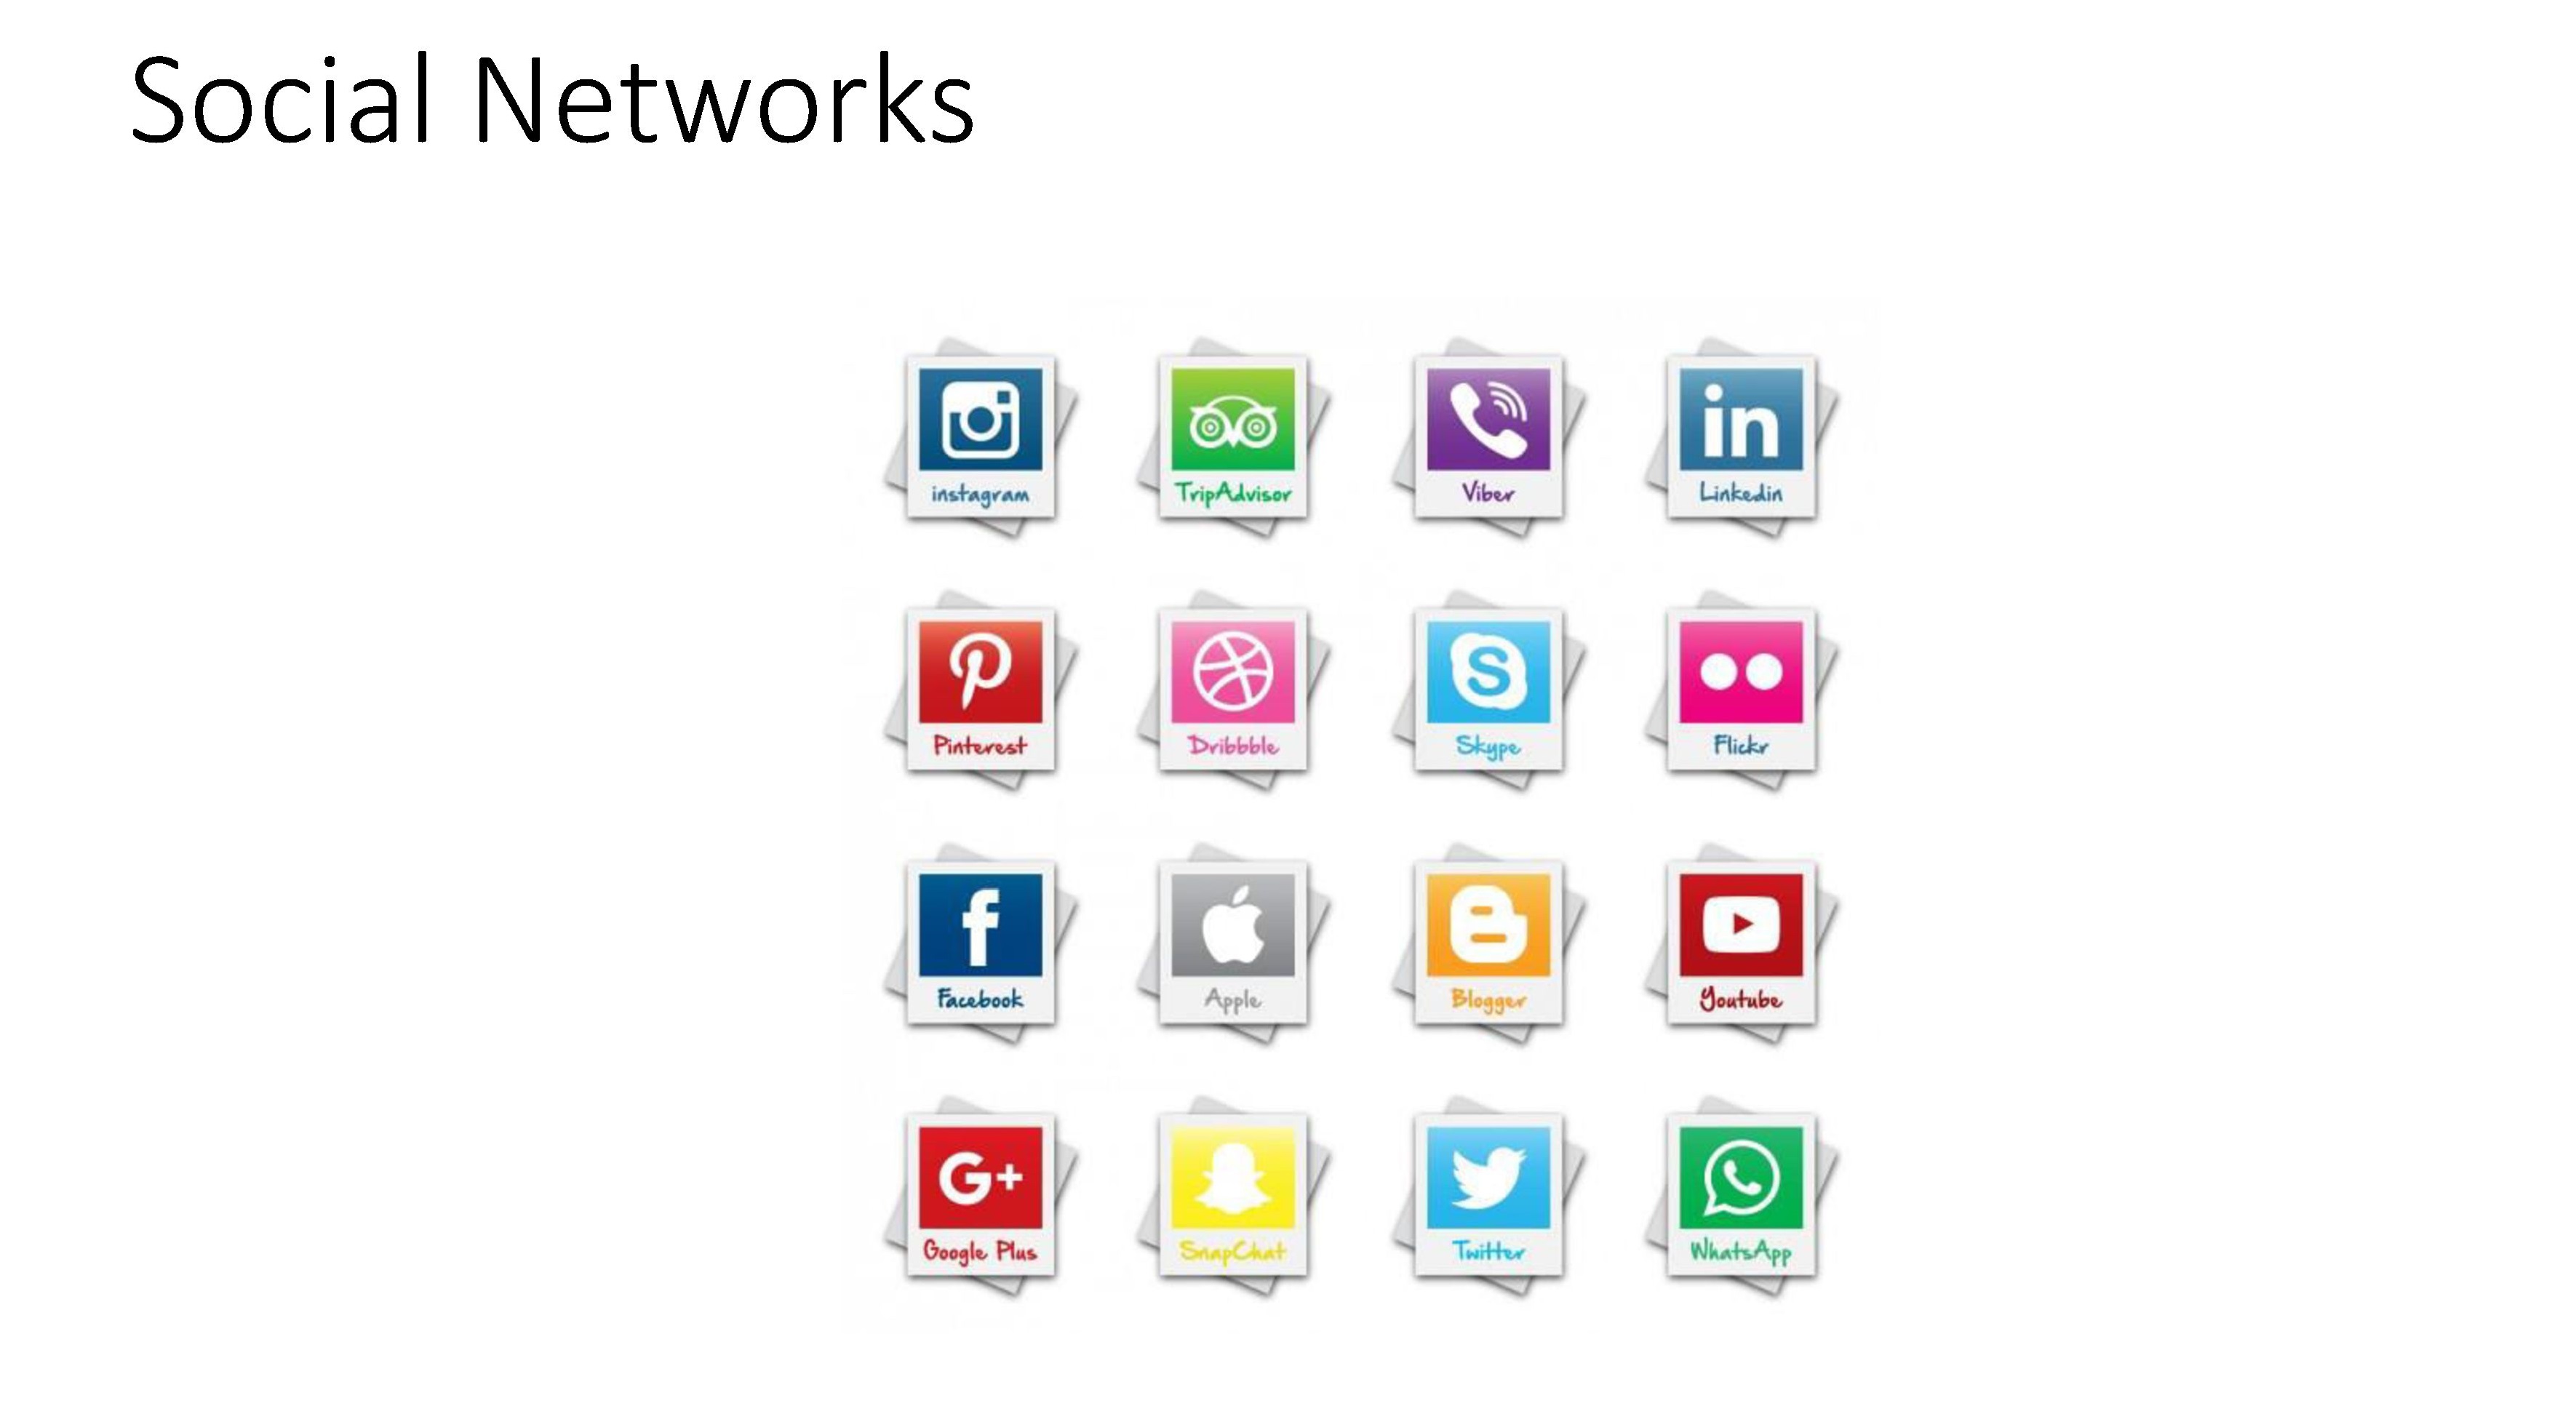 Social Networks
instagram TripAdvisor Viber Linkedin
in
Pinterest Dribbble Skype Flickr
S
Facebook Apple Blogger Youtube
f
G+
Google Plus SnapChat Twitter WhatsApp